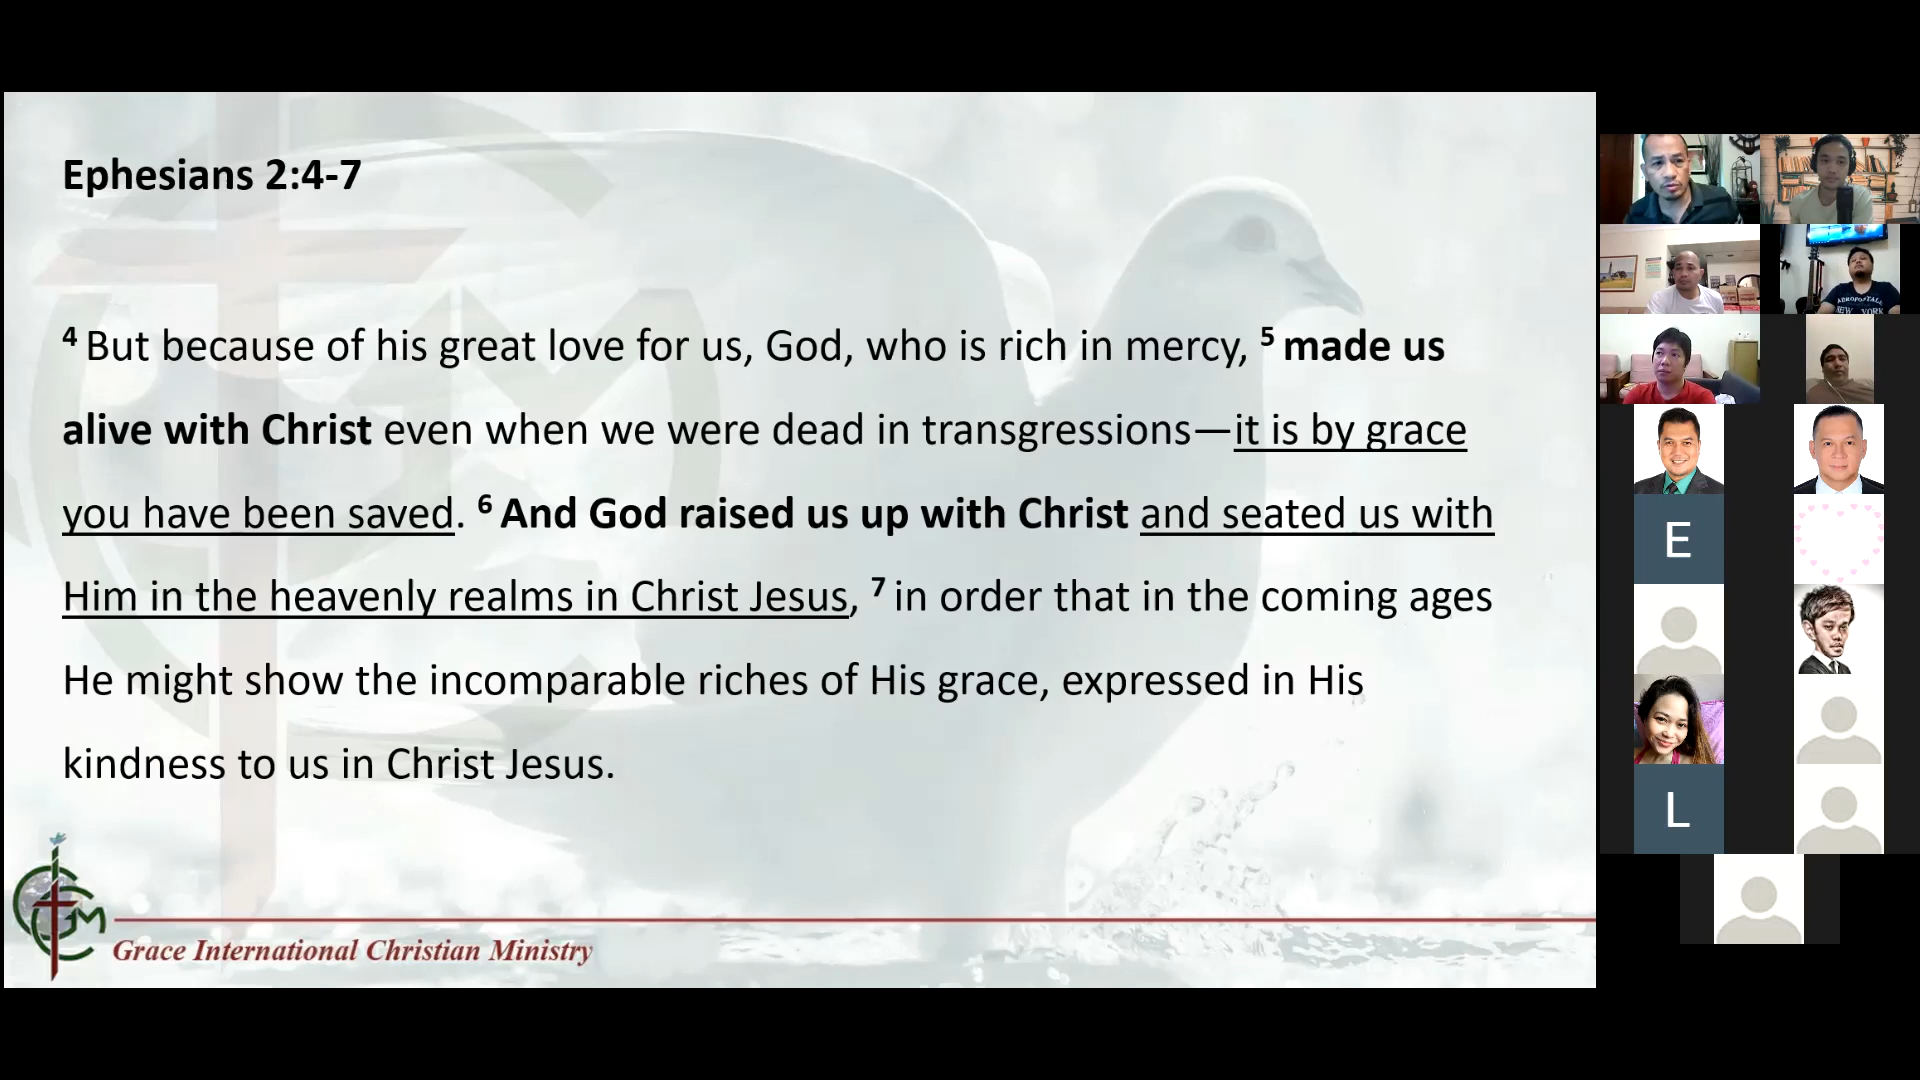 Ephesians 2:4-7
4 But because of his great love for us, God, who is rich in mercy, 5 made us
alive with Christ even when we were dead in transgressions—it is by grace
you have been saved. 6 And God raised us up with Christ and seated us with
Him in the heavenly realms in Christ Jesus, 7 in order that in the coming ages
He might show the incomparable riches of His grace, expressed in His
kindness to us in Christ Jesus.
Grace International Christian Ministry
AEROPOSTALE
NEW YORK
E
L